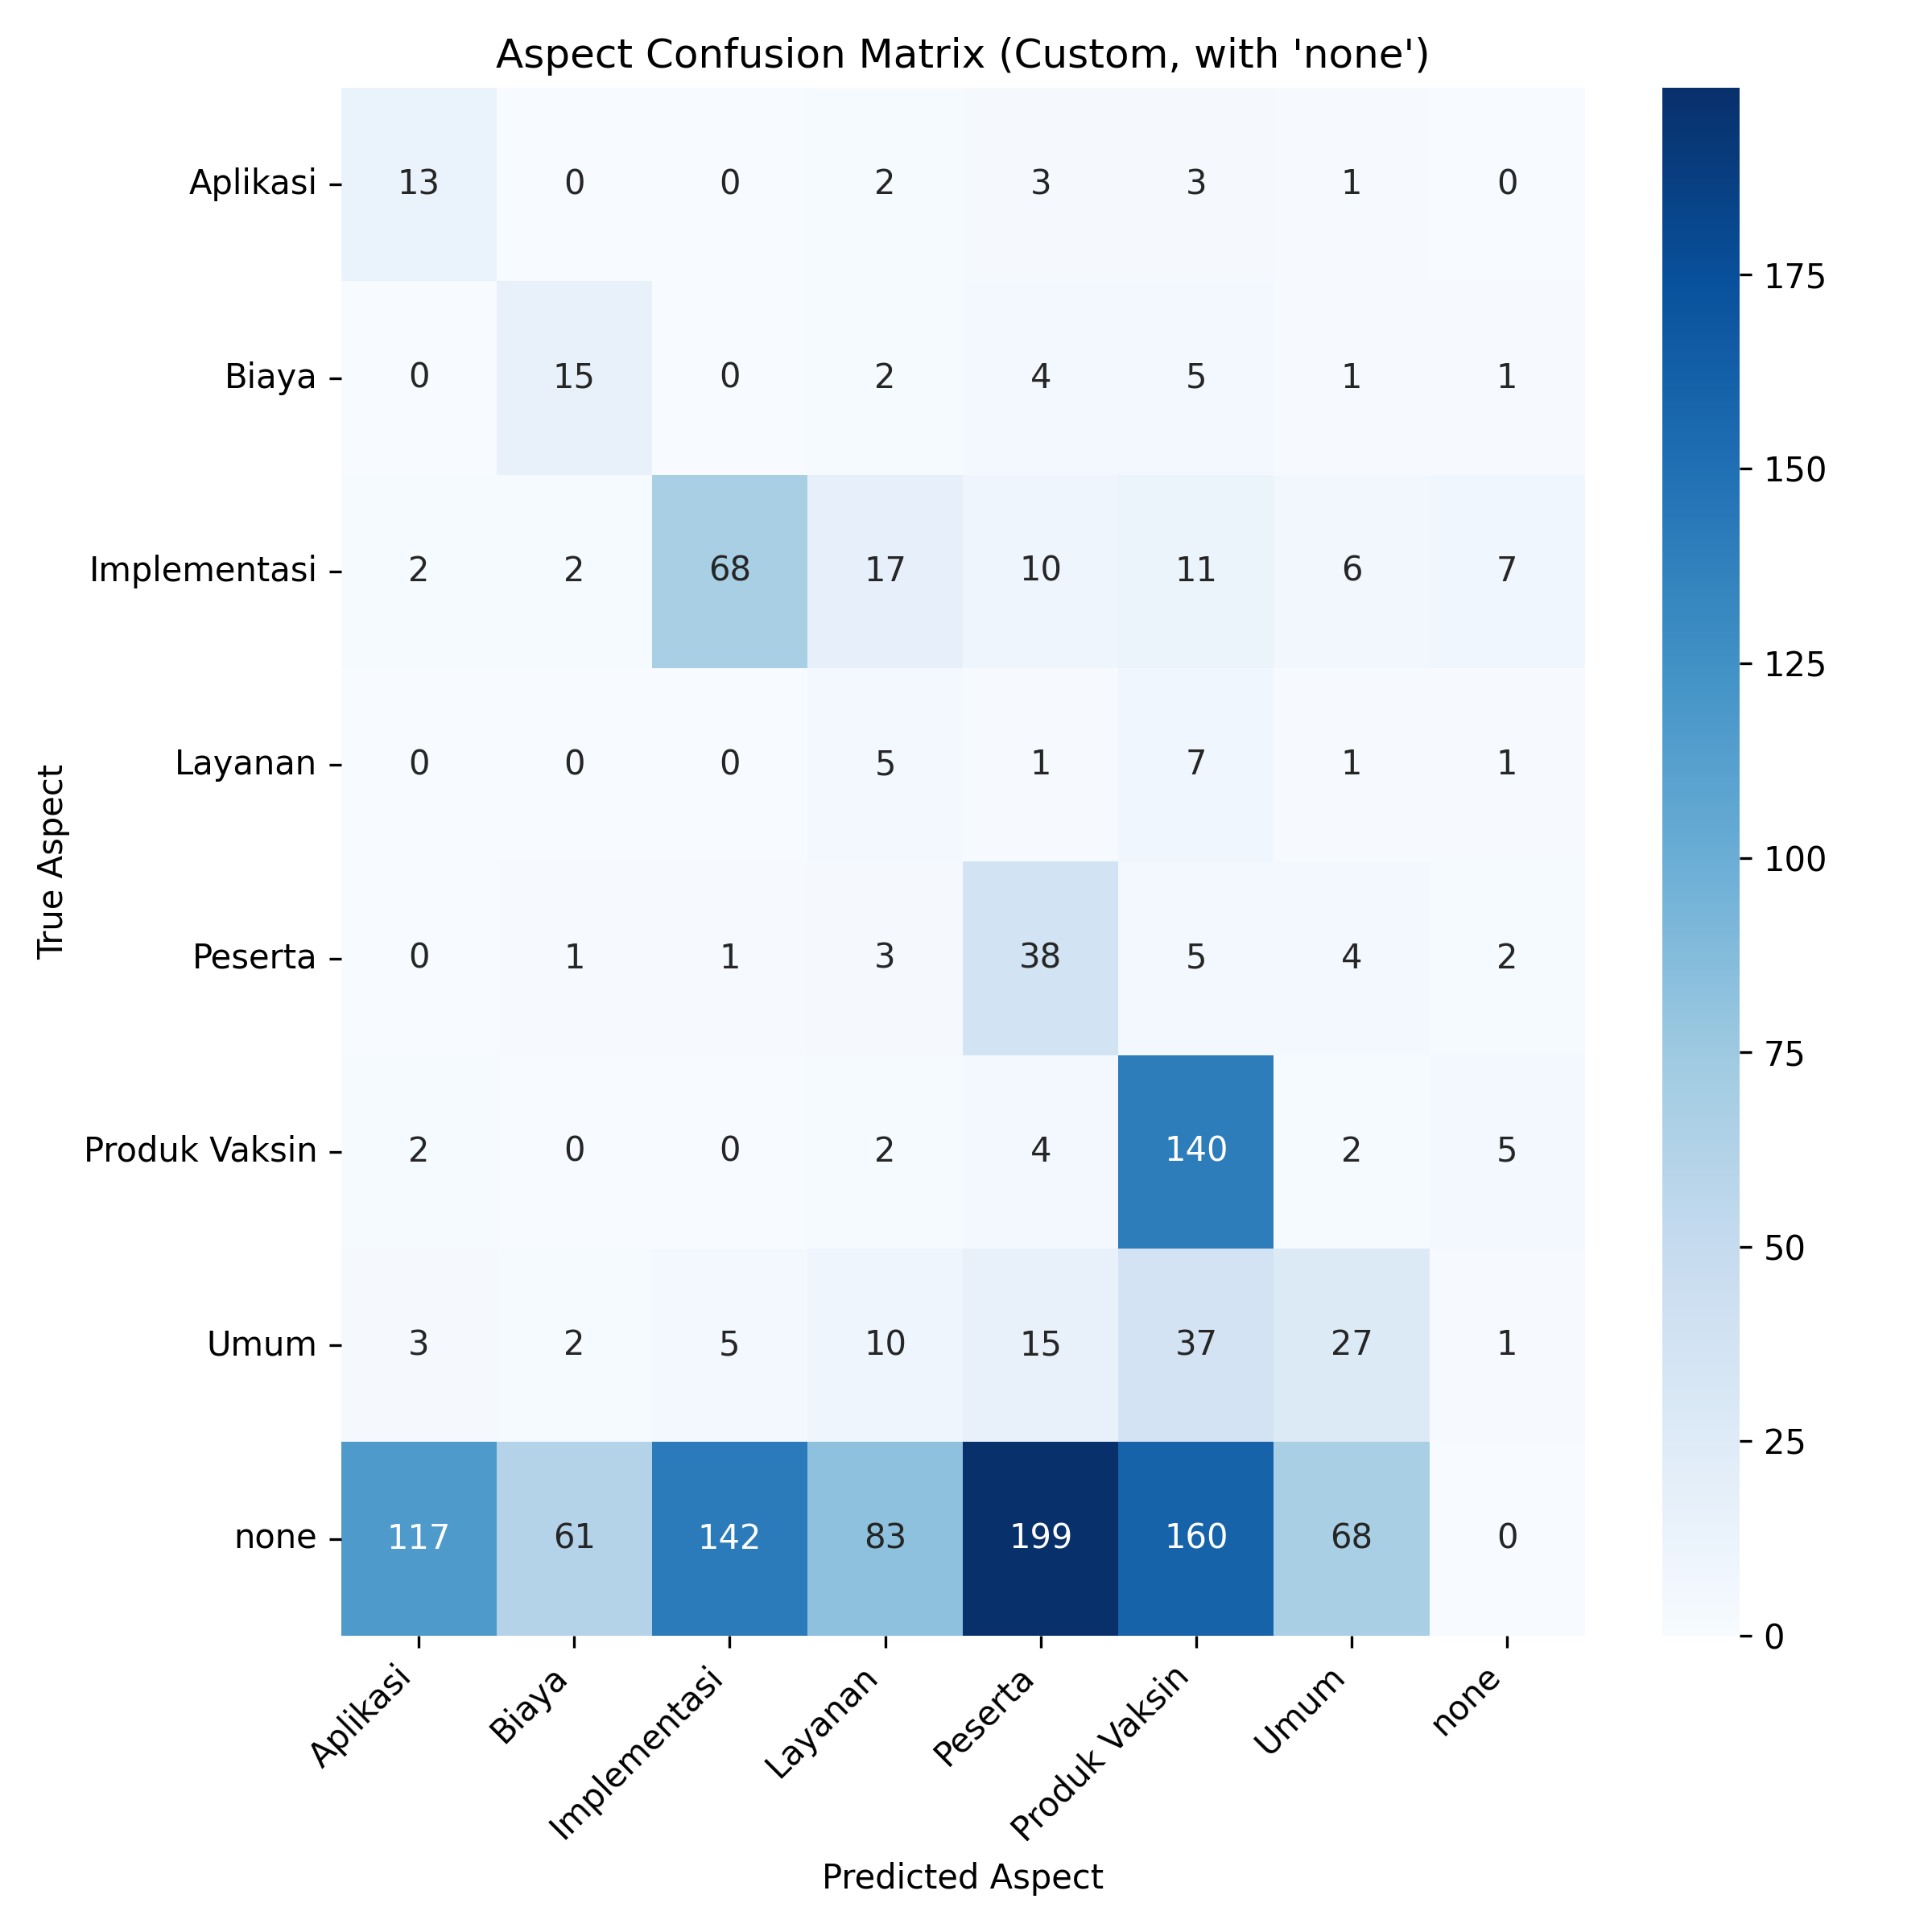 Aspect Confusion Matrix (Custom, with 'none')
True Aspect
Aplikasi 13 0 0 2 3 3 1 0
Biaya 0 15 0 2 4 5 1 1
Implementasi 2 2 68 17 10 11 6 7
Layanan 0 0 0 5 1 7 1 1
Peserta 0 1 1 3 38 5 4 2
Produk Vaksin 2 0 0 2 4 140 2 5
Umum 3 2 5 10 15 37 27 1
none 117 61 142 83 199 160 68 0
Aplikasi Biaya Implementasi Layanan Peserta Produk Vaksin Umum none
Predicted Aspect
175
150
125
100
75
50
25
0